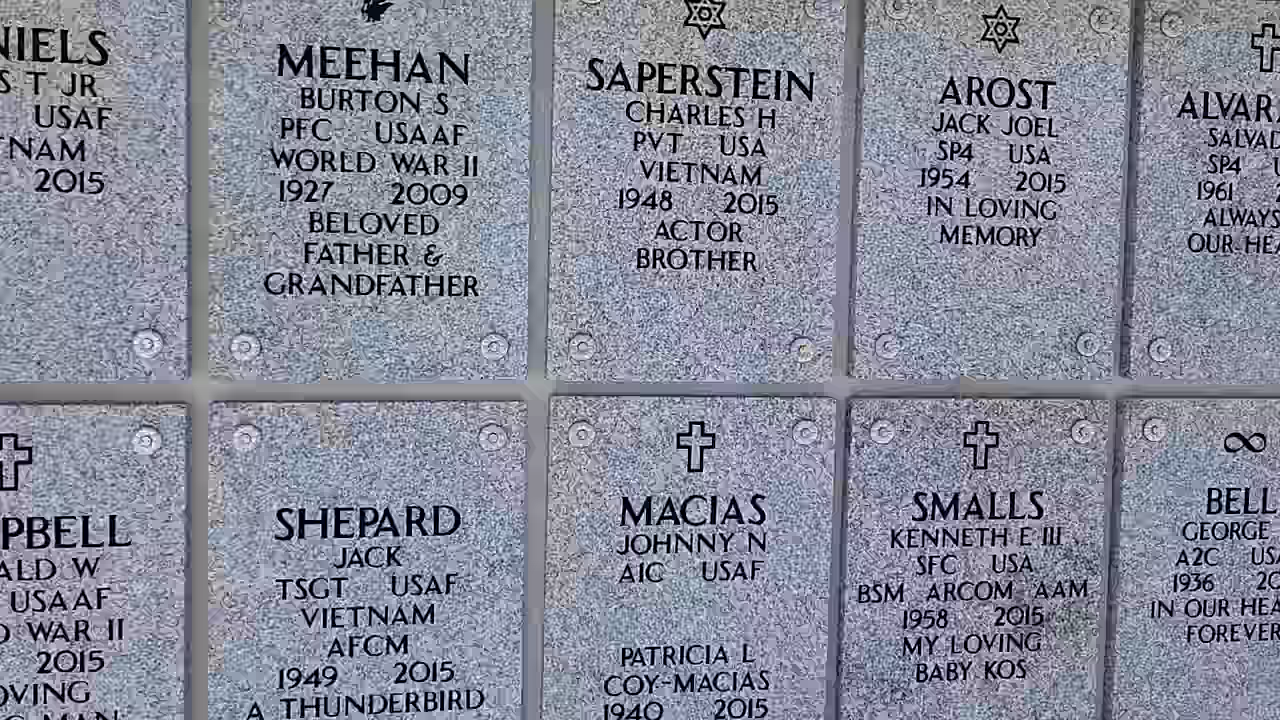 NIELS
S T JR
USAF
NAM
2015
MEEHAN
BURTON S
PFC USAAF
WORLD WAR II
1927 2009
BELOVED
FATHER &
GRANDFATHER
SAPERSTEIN
CHARLES H
PVT USA
VIETNAM
1948 2015
ACTOR
BROTHER
AROST
JACK JOEL
SP4 USA
1954 2015
IN LOVING
MEMORY
ALVAR
SALVAD
SP4 U
1961
ALWAYS
OUR HEA
PBELL
ALD W
USAAF
D WAR II
2015
OVING
SHEPARD
JACK
TSGT USAF
VIETNAM
AFCM
1949 2015
A THUNDERBIRD
MACIAS
JOHNNY N
A1C USAF
PATRICIA L
COY-MACIAS
1940 2015
SMALLS
KENNETH E III
SFC USA
BSM ARCOM AAM
1958 2015
MY LOVING
BABY KOS
BELL
GEORGE
A2C USA
1936 20
IN OUR HEA
FOREVER